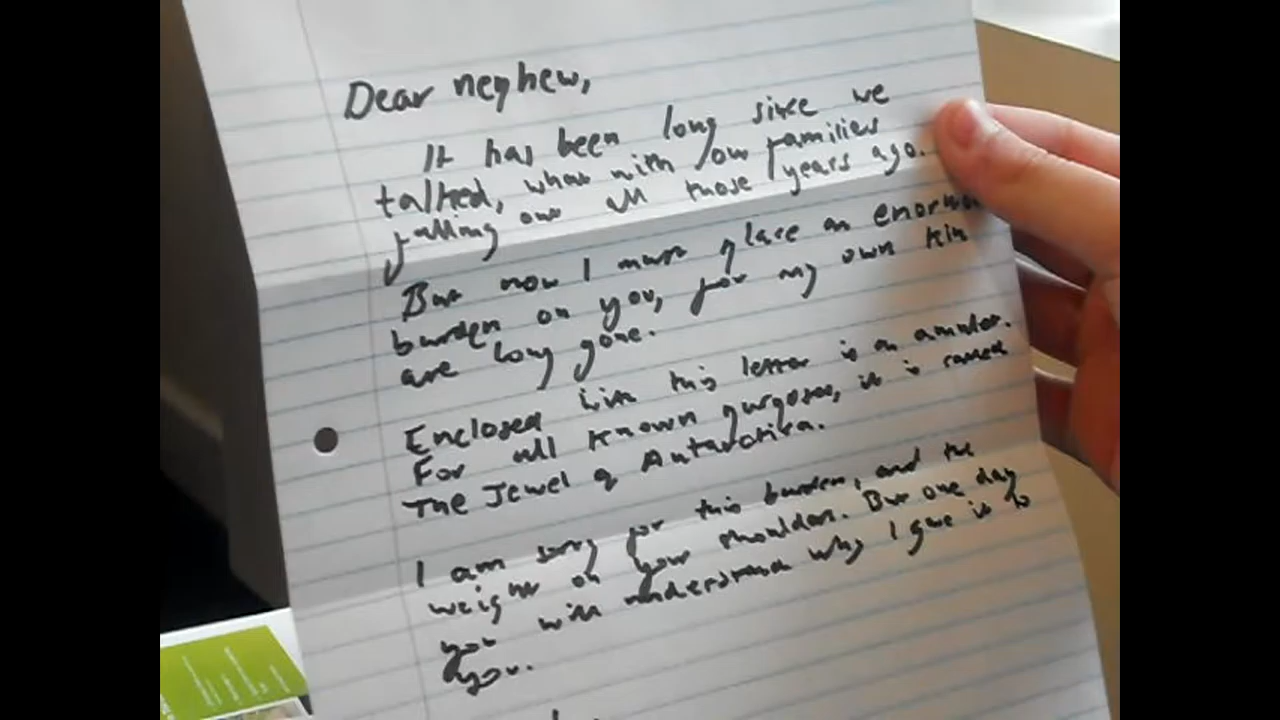 Dear nephew,
It has been long since we
talked, what with our families
falling out all those years ago.
But now I must place an enormous
burden on you, for my own kin
are long gone.
Enclosed with this letter is an amulet.
For all known purposes, it is called
The Jewel of Antarctica.
I am sorry for this burden, and the
weight on your shoulders. But one day
you will understand why I gave it to
you.